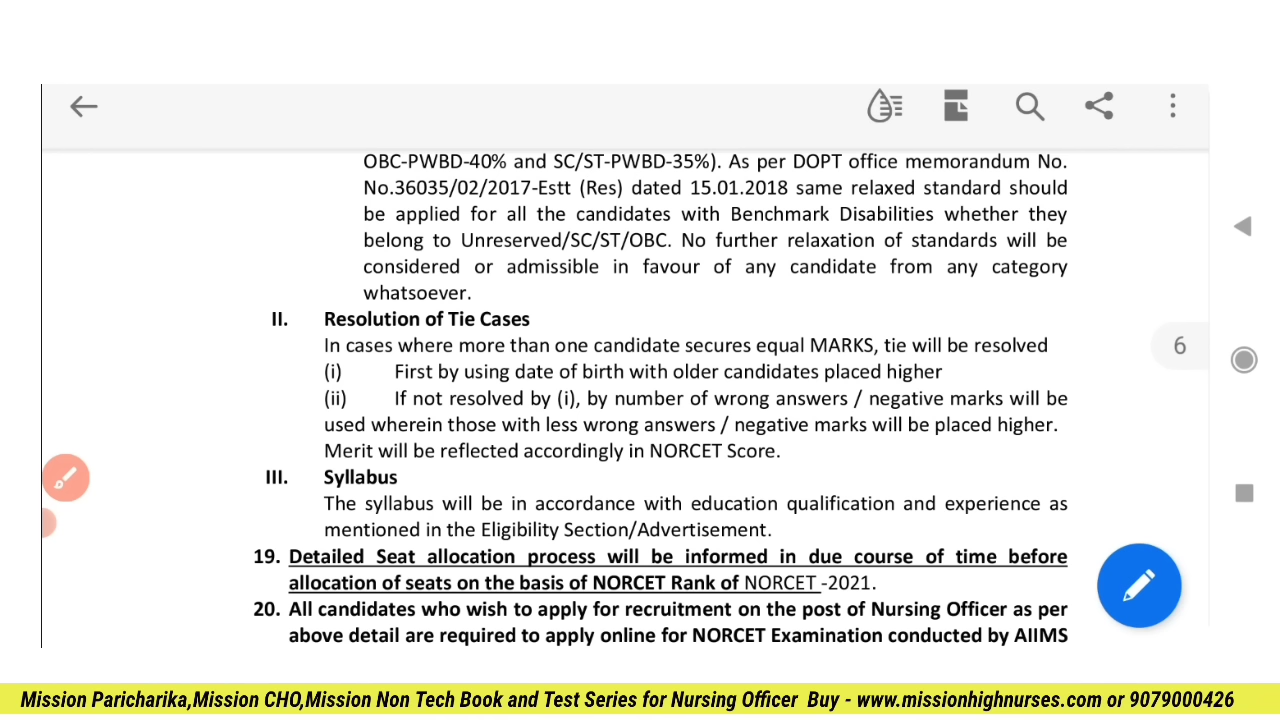 OBC-PWBD-40% and SC/ST-PWBD-35%). As per DOPT office memorandum No.
No.36035/02/2017-Estt (Res) dated 15.01.2018 same relaxed standard should
be applied for all the candidates with Benchmark Disabilities whether they
belong to Unreserved/SC/ST/OBC. No further relaxation of standards will be
considered or admissible in favour of any candidate from any category
whatsoever.
II. Resolution of Tie Cases
In cases where more than one candidate secures equal MARKS, tie will be resolved
(i) First by using date of birth with older candidates placed higher
(ii) If not resolved by (i), by number of wrong answers / negative marks will be
used wherein those with less wrong answers / negative marks will be placed higher.
Merit will be reflected accordingly in NORCET Score.
III. Syllabus
The syllabus will be in accordance with education qualification and experience as
mentioned in the Eligibility Section/Advertisement.
19. Detailed Seat allocation process will be informed in due course of time before
allocation of seats on the basis of NORCET Rank of NORCET -2021.
20. All candidates who wish to apply for recruitment on the post of Nursing Officer as per
above detail are required to apply online for NORCET Examination conducted by AIIMS
6
Mission Paricharika,Mission CHO,Mission Non Tech Book and Test Series for Nursing Officer Buy - www.missionhighnurses.com or 9079000426